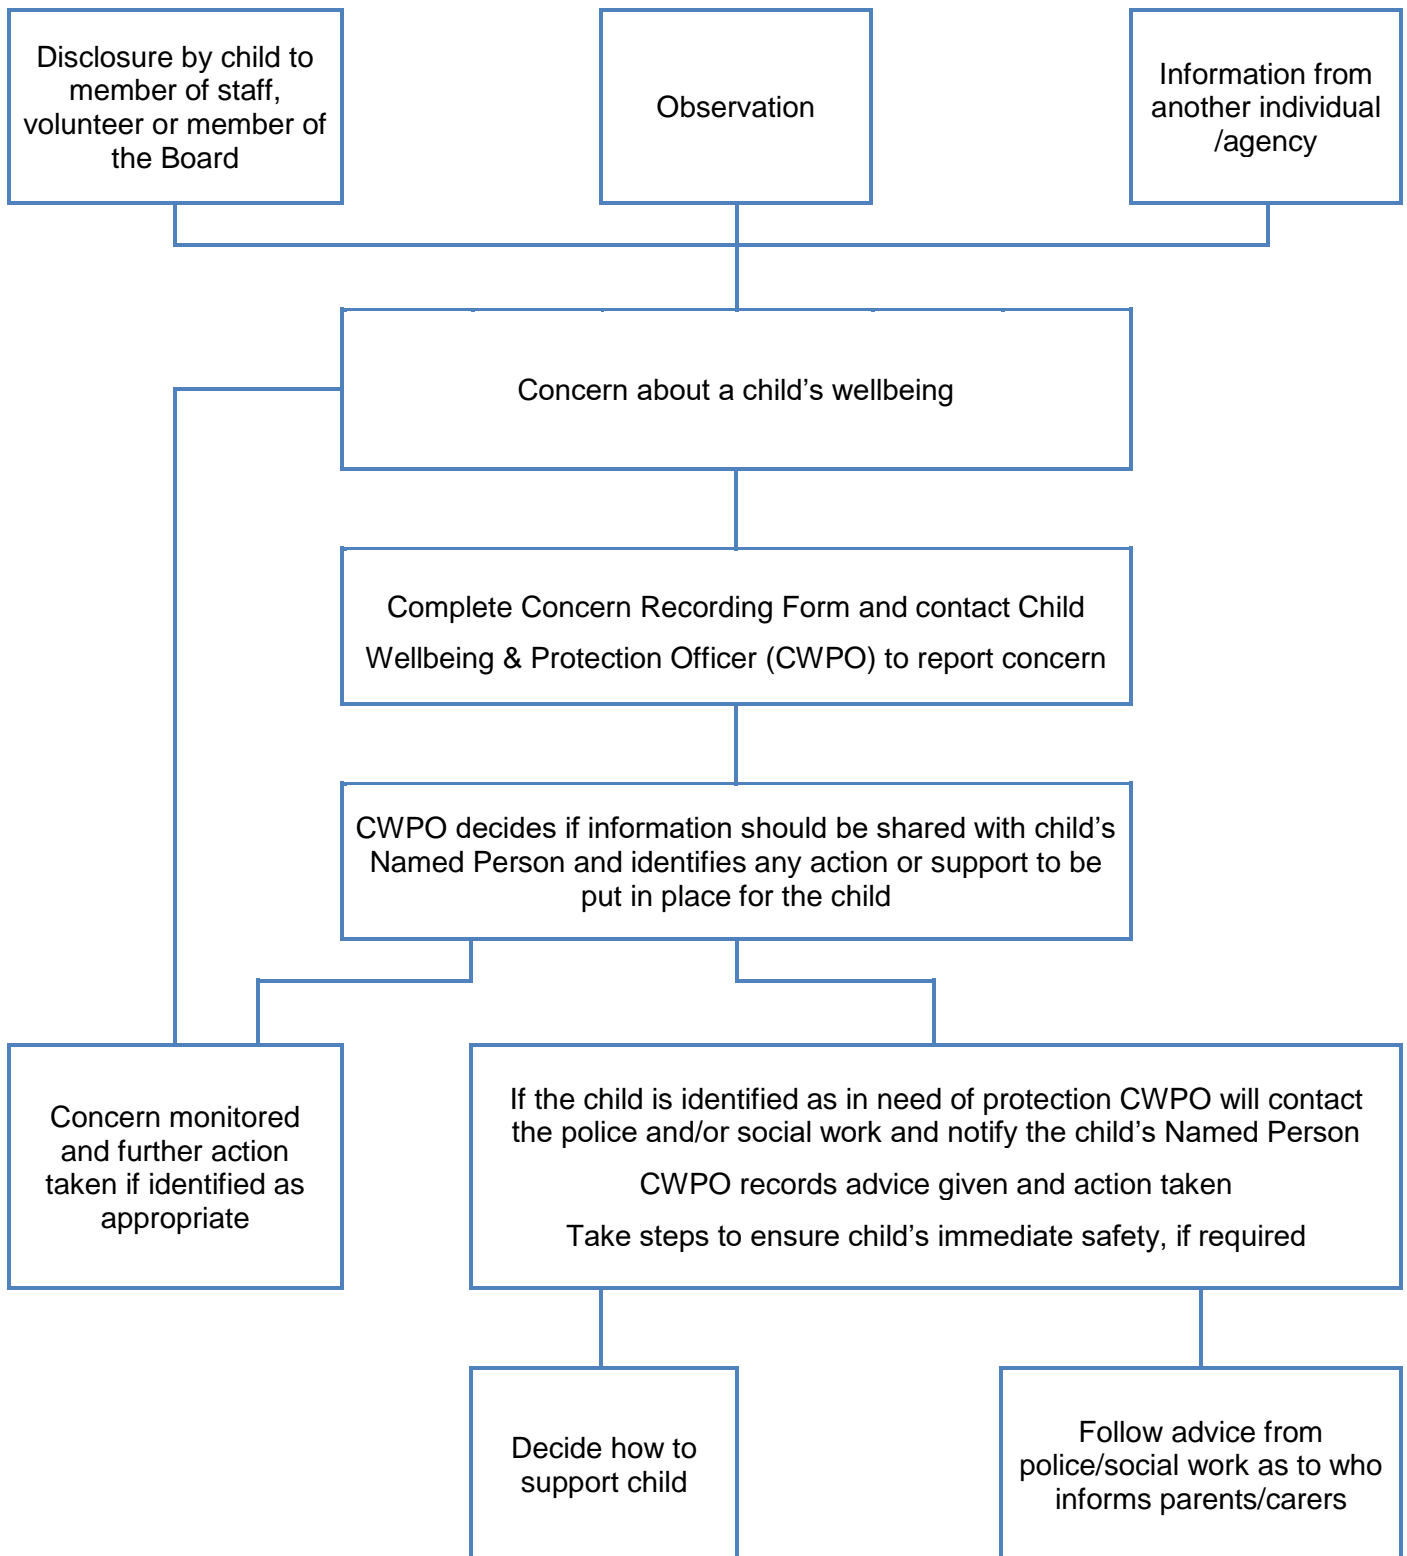 Disclosure by child to
member of staff,
volunteer or member of
the Board
Observation
Information from
another individual
/agency
Concern about a child’s wellbeing
Complete Concern Recording Form and contact Child
Wellbeing & Protection Officer (CWPO) to report concern
CWPO decides if information should be shared with child’s
Named Person and identifies any action or support to be
put in place for the child
Concern monitored
and further action
taken if identified as
appropriate
If the child is identified as in need of protection CWPO will contact
the police and/or social work and notify the child’s Named Person
CWPO records advice given and action taken
Take steps to ensure child’s immediate safety, if required
Decide how to
support child
Follow advice from
police/social work as to who
informs parents/carers